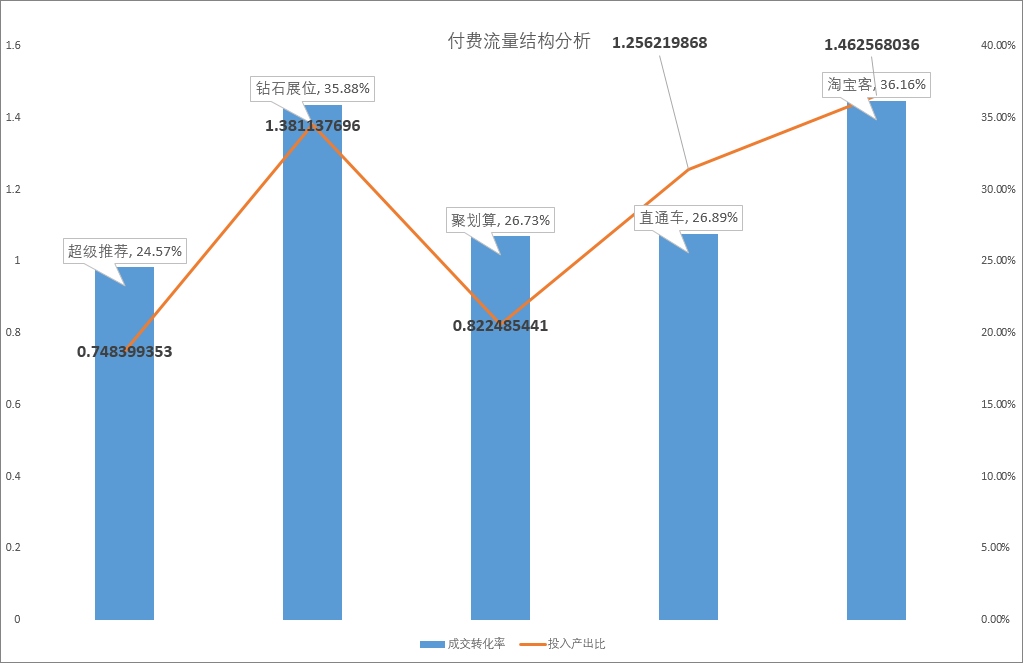 付费流量结构分析
1.256219868
1.462568036
钻石展位, 35.88%
1.381137696
淘宝客, 36.16%
聚划算, 26.73%
直通车, 26.89%
超级推荐, 24.57%
0.822485441
0.748399353
1.6
1.4
1.2
1
0.8
0.6
0.4
0.2
0
40.00%
35.00%
30.00%
25.00%
20.00%
15.00%
10.00%
5.00%
0.00%
成交转化率
投入产出比